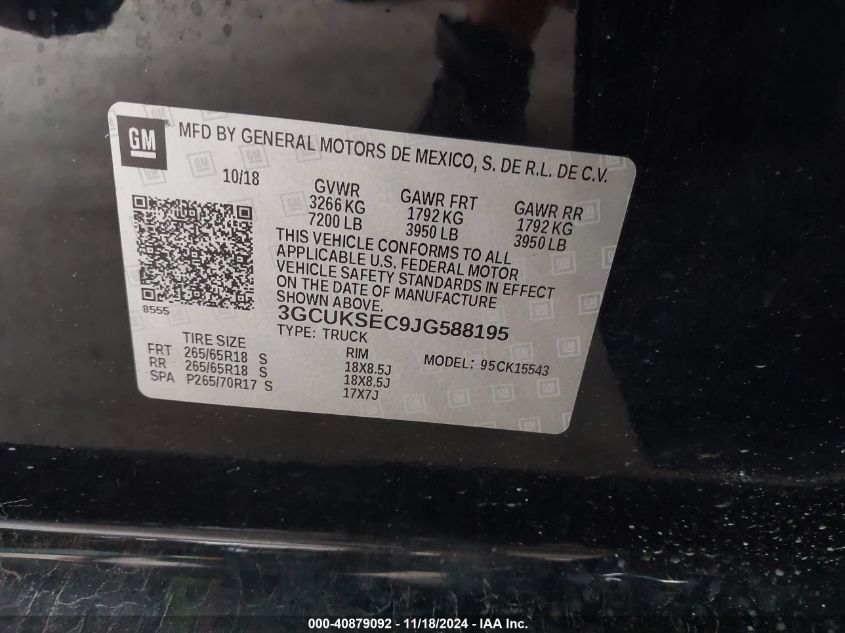 GM
® MFD BY GENERAL MOTORS DE MEXICO, S. DE R.L. DE C.V.
10/18
GVWR GAWR FRT GAWR RR
3266 KG 1792 KG 1792 KG
7200 LB 3950 LB 3950 LB
THIS VEHICLE CONFORMS TO ALL
APPLICABLE U.S. FEDERAL MOTOR
VEHICLE SAFETY STANDARDS IN EFFECT
ON THE DATE OF MANUFACTURE
SHOWN ABOVE.
8555
3GCUKSEC9JG588195
TYPE: TRUCK
MODEL: 95CK15543
TIRE SIZE RIM
FRT 265/65R18 S 18X8.5J
RR 265/65R18 S 18X8.5J
SPA P265/70R17 S 17X7J
000-40879092 — 11/18/2024 — IAA Inc.